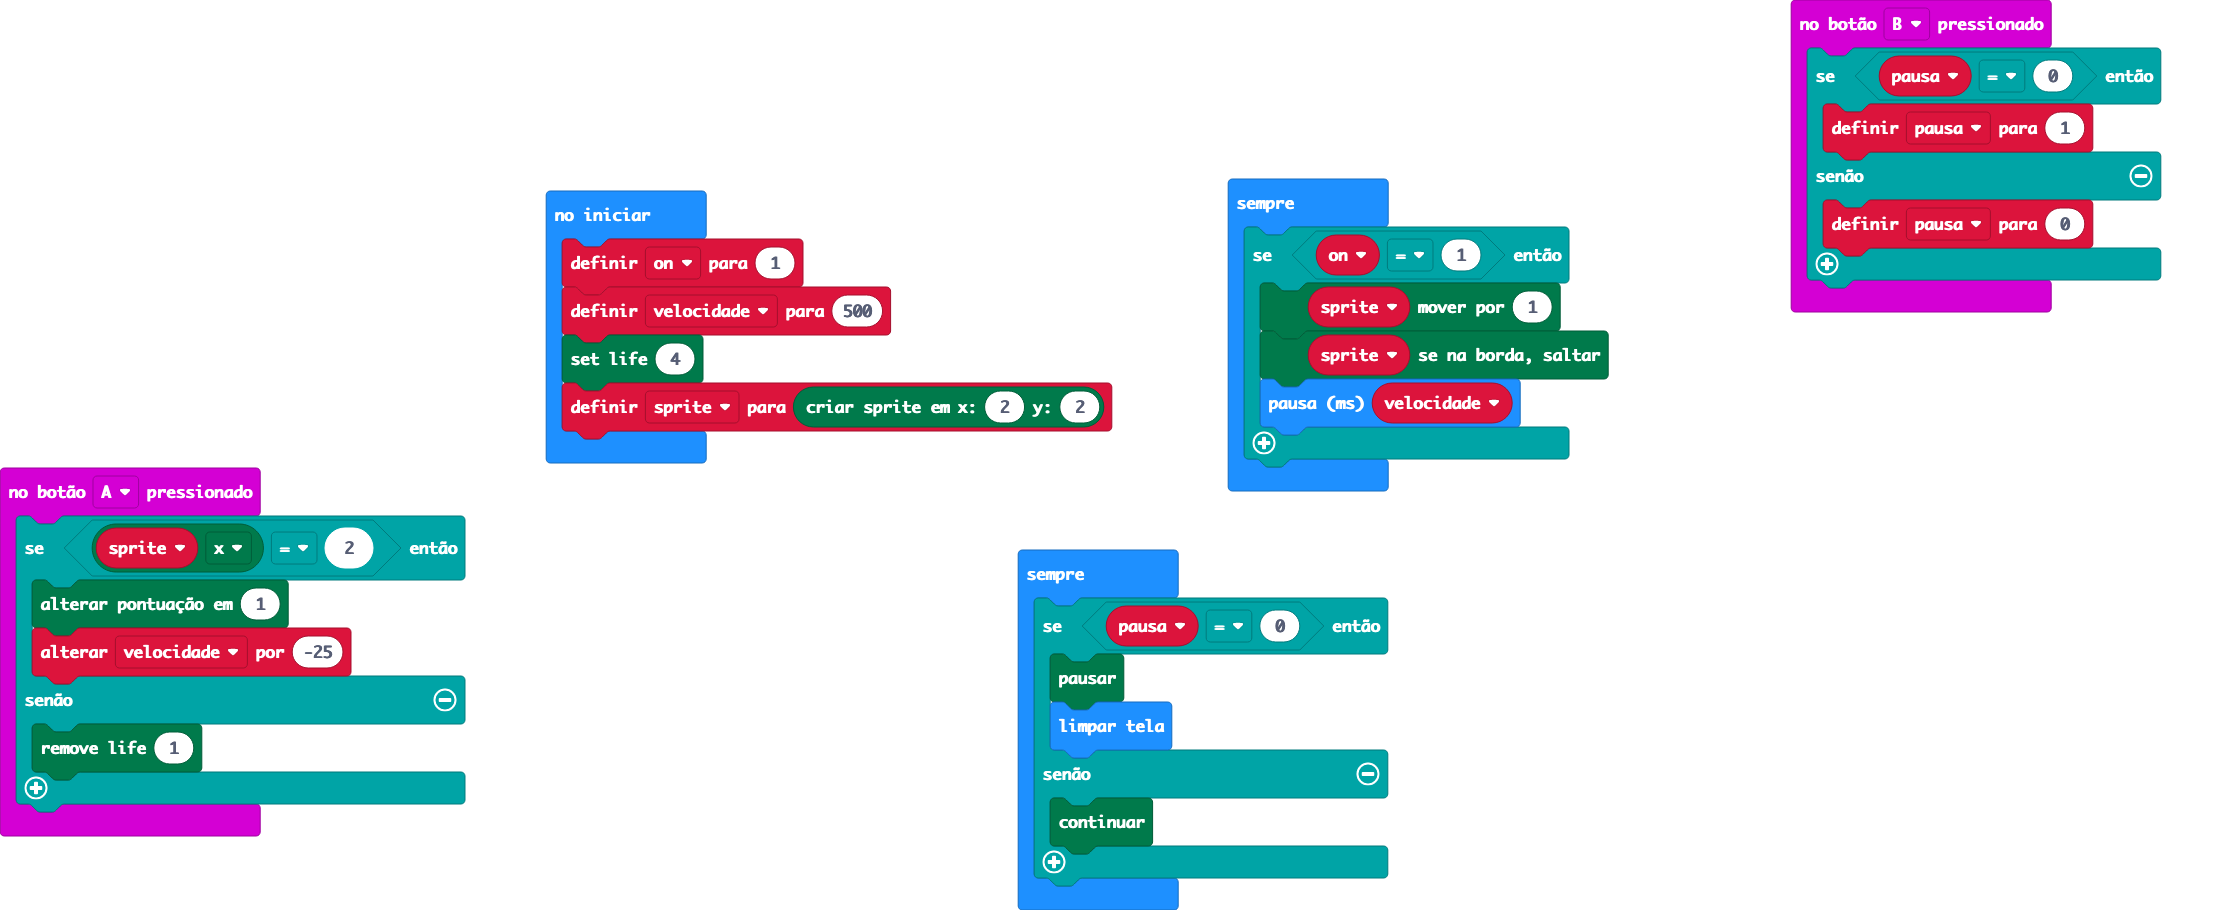 no botão B pressionado
se pausa = 0 então
definir pausa para 1
senão
definir pausa para 0
no iniciar
definir on para 1
definir velocidade para 500
set life 4
definir sprite para criar sprite em x: 2 y: 2
sempre
se on = 1 então
sprite mover por 1
sprite se na borda, saltar
pausa (ms) velocidade
no botão A pressionado
se sprite x = 2 então
alterar pontuação em 1
alterar velocidade por -25
senão
remove life 1
sempre
se pausa = 0 então
pausar
limpar tela
senão
continuar